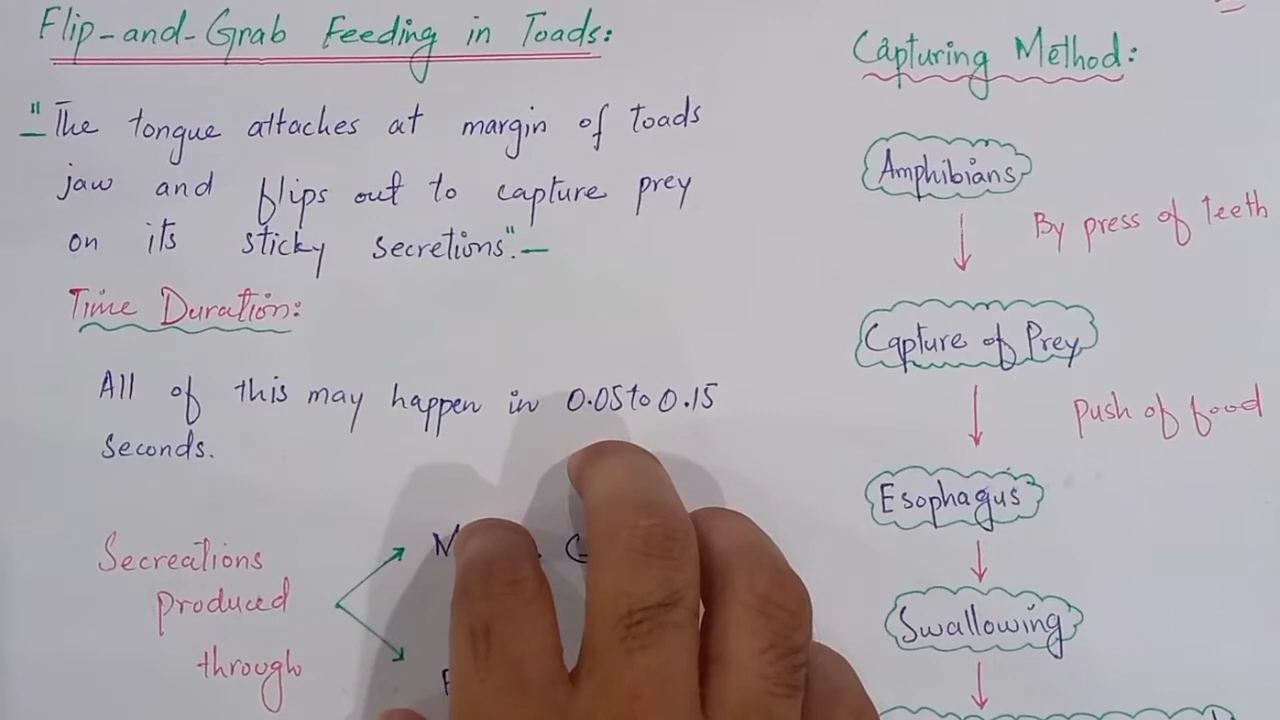 Flip-and-Grab Feeding in Toads:
"The tongue attaches at margin of toads
jaw and flips out to capture prey
on its sticky secretions".
Time Duration:
All of this may happen in 0.05 to 0.15
seconds.
Secreations
produced
through
Capturing Method:
Amphibians
By press of Teeth
Capture of Prey
Push of food
Esophagus
Swallowing